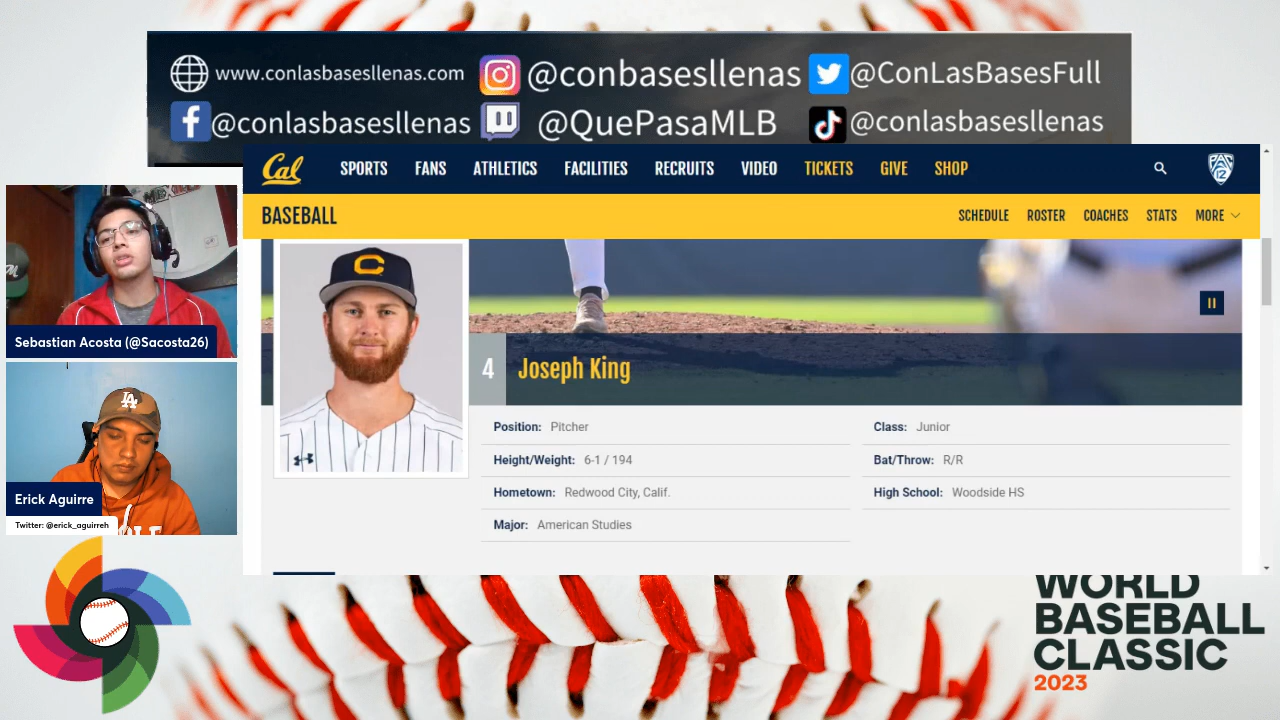 www.conlasbasesllenas.com
@conbasesllenas
@ConLasBasesFull
@conlasbasesllenas
@QuePasaMLB
@conlasbasesllenas
Cal
SPORTS FANS ATHLETICS FACILITIES RECRUITS VIDEO TICKETS GIVE SHOP
PAC 12
BASEBALL
SCHEDULE ROSTER COACHES STATS MORE
C
4 Joseph King
Position: Pitcher
Class: Junior
Height/Weight: 6-1 / 194
Bat/Throw: R/R
Hometown: Redwood City, Calif.
High School: Woodside HS
Major: American Studies
Sebastian Acosta (@Sacosta26)
LA
Erick Aguirre
Twitter: @erick_aguirreh
WORLD
BASEBALL
CLASSIC
2023